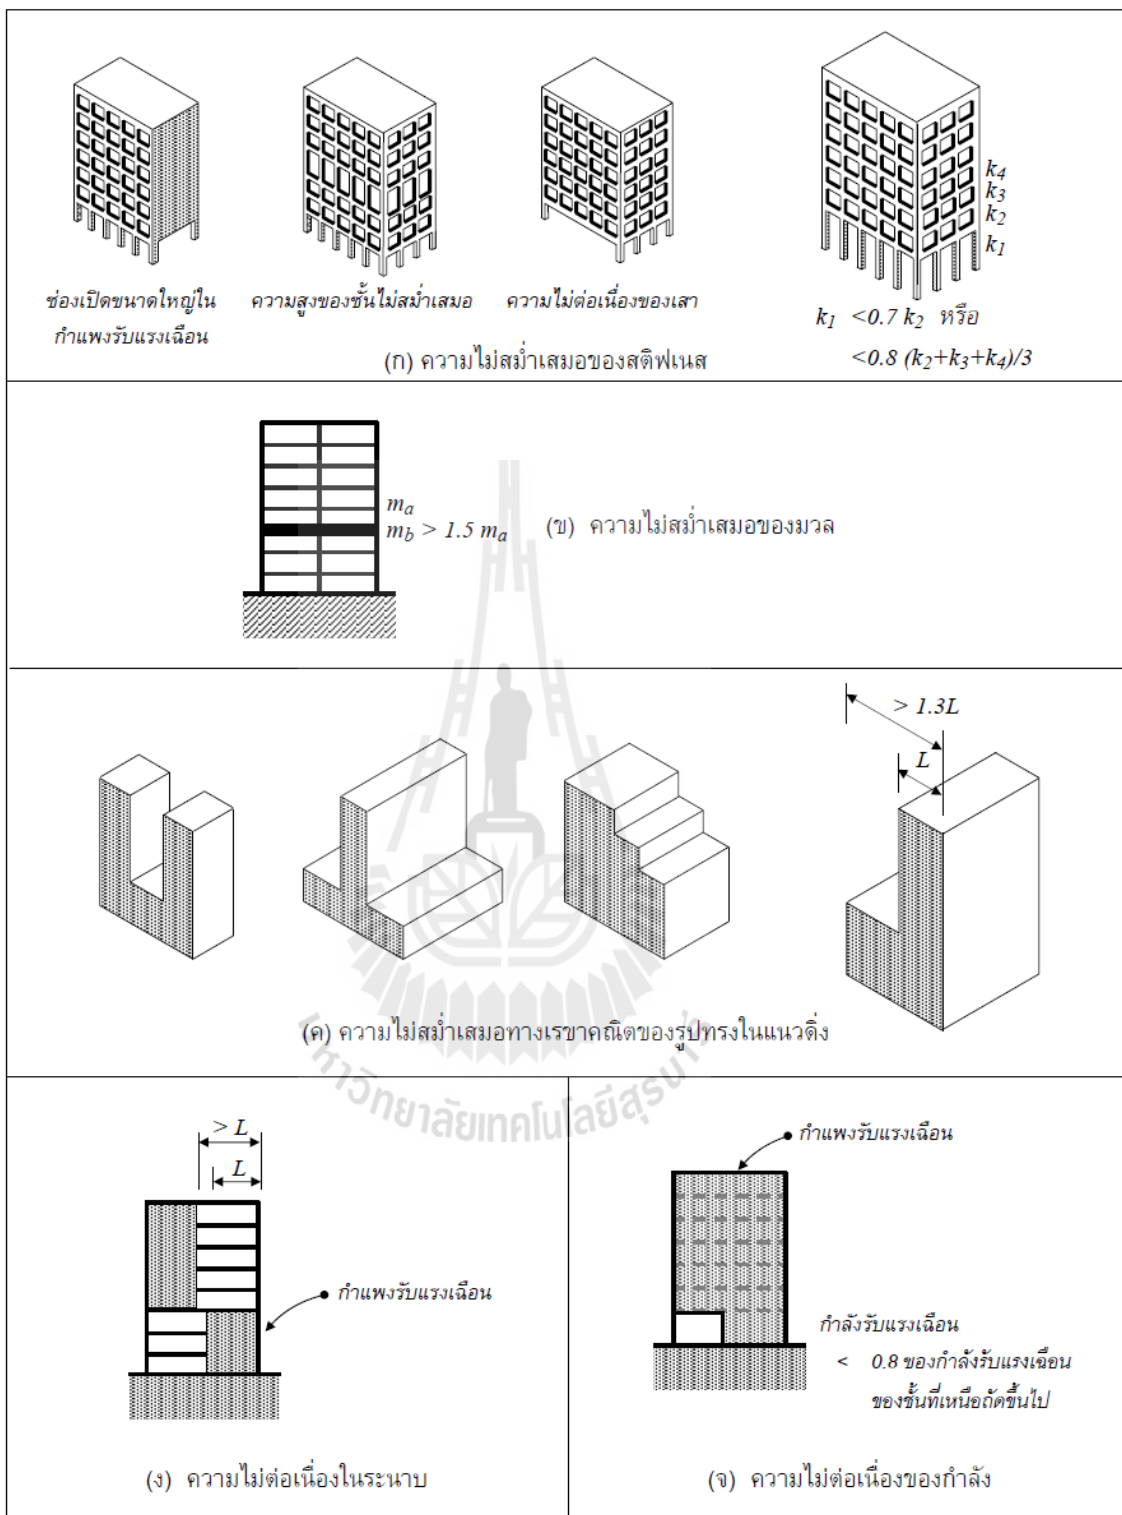 k4
k3
k2
k1
ช่องเปิดขนาดใหญ่ใน
กำแพงรับแรงเฉือน
ความสูงของชั้นไม่สม่ำเสมอ
ความไม่ต่อเนื่องของเสา
k1 <0.7 k2 หรือ
<0.8 (k2+k3+k4)/3
(ก) ความไม่สม่ำเสมอของสติฟเนส
ma
mb > 1.5 ma
(ข) ความไม่สม่ำเสมอของมวล
> 1.3L
L
(ค) ความไม่สม่ำเสมอทางเรขาคณิตของรูปทรงในแนวดิ่ง
มหาวิทยาลัยเทคโนโลยีสุรนารี
> L
L
กำแพงรับแรงเฉือน
(ง) ความไม่ต่อเนื่องในระนาบ
กำแพงรับแรงเฉือน
กำลังรับแรงเฉือน
< 0.8 ของกำลังรับแรงเฉือน
ของชั้นที่เหนือถัดขึ้นไป
(จ) ความไม่ต่อเนื่องของกำลัง